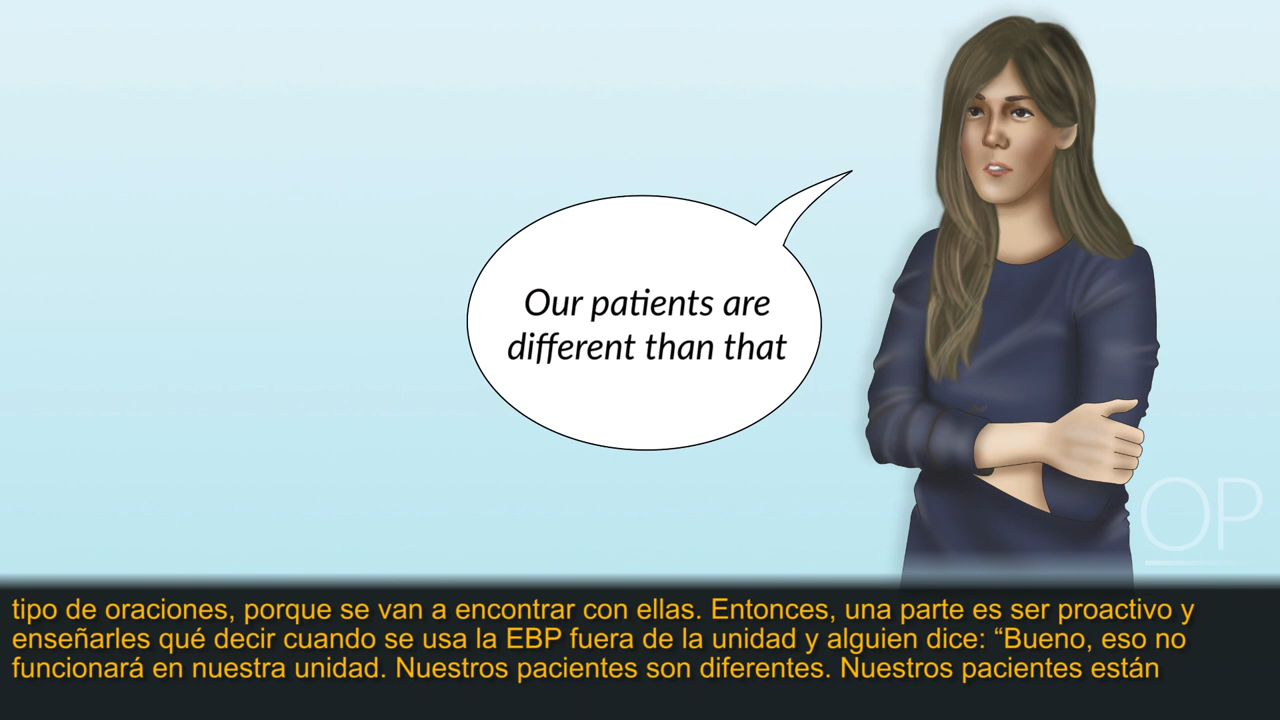 Our patients are
different than that
OP
tipo de oraciones, porque se van a encontrar con ellas. Entonces, una parte es ser proactivo y
enseñarles qué decir cuando se usa la EBP fuera de la unidad y alguien dice: “Bueno, eso no
funcionará en nuestra unidad. Nuestros pacientes son diferentes. Nuestros pacientes están